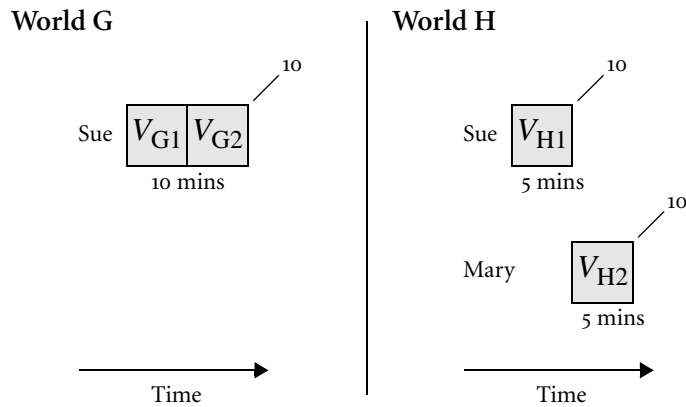 World G
World H
10
10
Sue V_G1 V_G2
Sue V_H1
10 mins
5 mins
10
Mary V_H2
5 mins
Time
Time